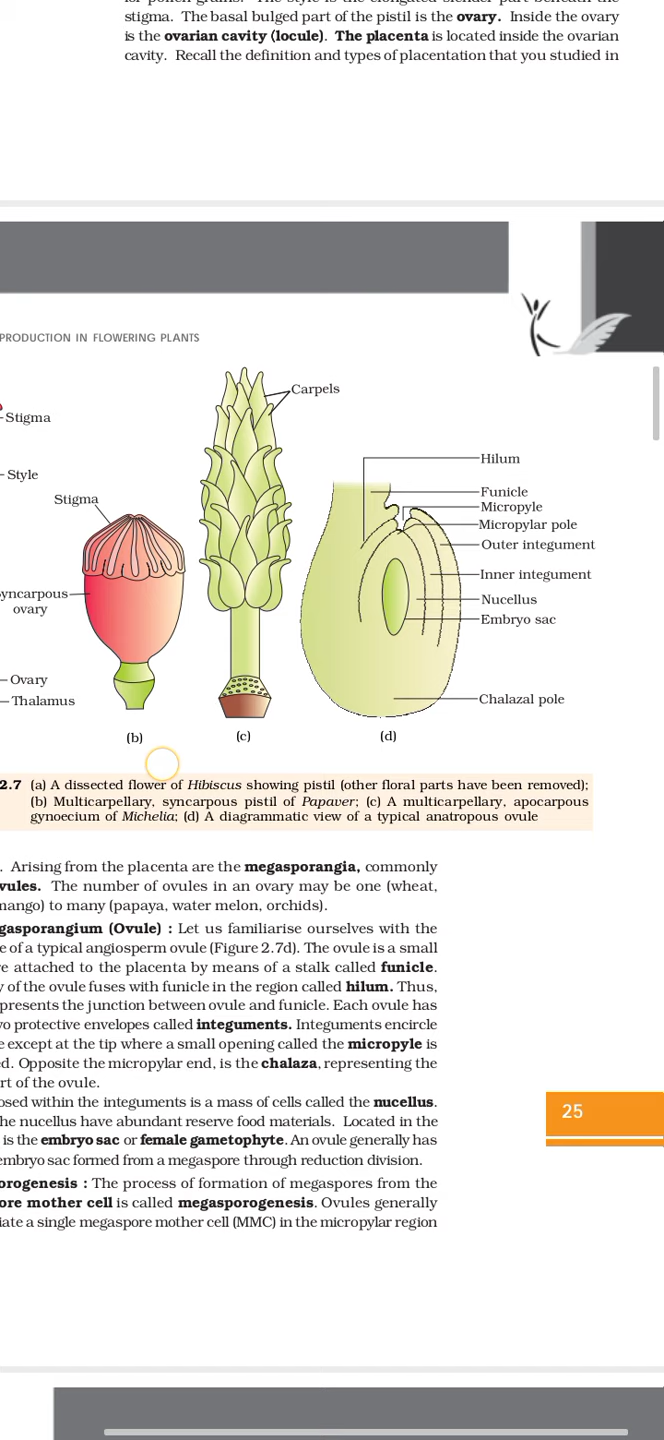 stigma. The basal bulged part of the pistil is the ovary. Inside the ovary
is the ovarian cavity (locule). The placenta is located inside the ovarian
cavity. Recall the definition and types of placentation that you studied in
PRODUCTION IN FLOWERING PLANTS
Carpels
Stigma
Style
Stigma
yncarpous
ovary
Ovary
Thalamus
Hilum
Funicle
Micropyle
Micropylar pole
Outer integument
Inner integument
Nucellus
Embryo sac
Chalazal pole
(b)
(c)
(d)
2.7 (a) A dissected flower of Hibiscus showing pistil (other floral parts have been removed);
(b) Multicarpellary, syncarpous pistil of Papaver; (c) A multicarpellary, apocarpous
gynoecium of Michelia; (d) A diagrammatic view of a typical anatropous ovule
. Arising from the placenta are the megasporangia, commonly
vules. The number of ovules in an ovary may be one (wheat,
mango) to many (papaya, water melon, orchids).
gasporangium (Ovule) : Let us familiarise ourselves with the
e of a typical angiosperm ovule (Figure 2.7d). The ovule is a small
re attached to the placenta by means of a stalk called funicle.
y of the ovule fuses with funicle in the region called hilum. Thus,
presents the junction between ovule and funicle. Each ovule has
vo protective envelopes called integuments. Integuments encircle
e except at the tip where a small opening called the micropyle is
ed. Opposite the micropylar end, is the chalaza, representing the
rt of the ovule.
osed within the integuments is a mass of cells called the nucellus.
he nucellus have abundant reserve food materials. Located in the
is the embryo sac or female gametophyte. An ovule generally has
embryo sac formed from a megaspore through reduction division.
orogenesis : The process of formation of megaspores from the
ore mother cell is called megasporogenesis. Ovules generally
iate a single megaspore mother cell (MMC) in the micropylar region
25